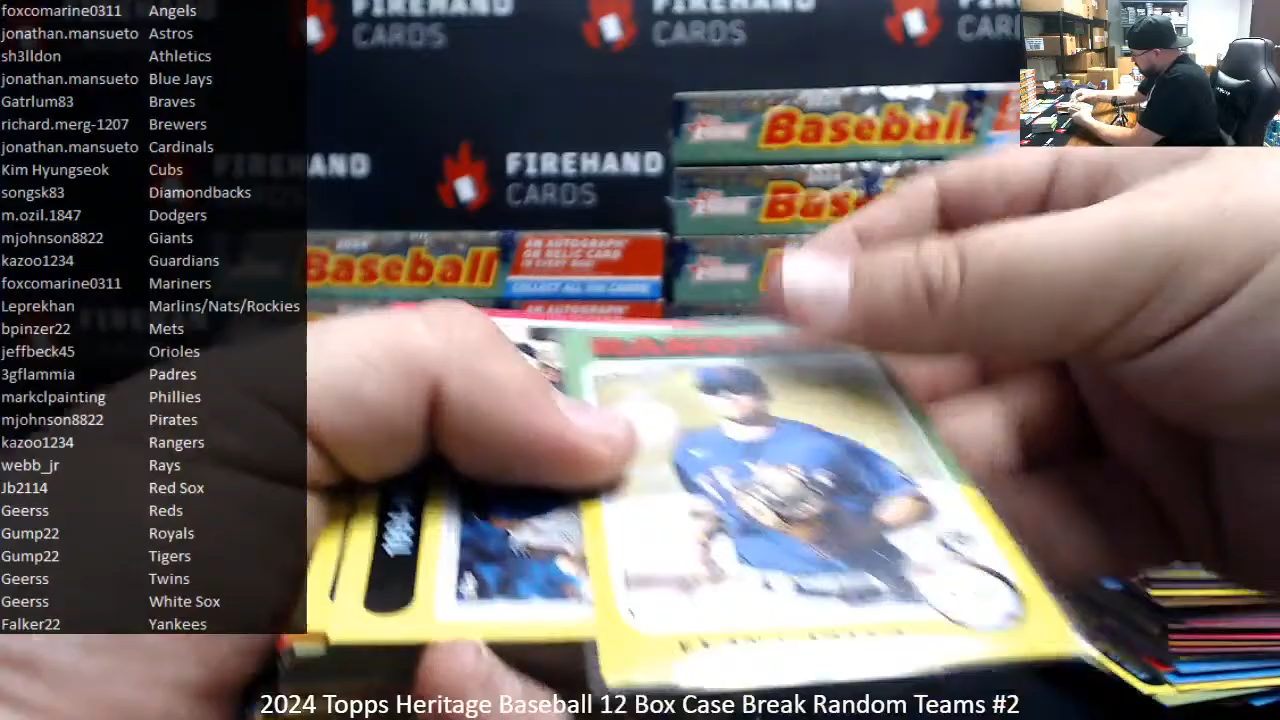 foxcomarine0311 Angels
jonathan.mansueto Astros
sh3lldon Athletics
jonathan.mansueto Blue Jays
Gatrlum83 Braves
richard.merg-1207 Brewers
jonathan.mansueto Cardinals
Kim Hyungseok Cubs
songsk83 Diamondbacks
m.ozil.1847 Dodgers
mjohnson8822 Giants
kazoo1234 Guardians
foxcomarine0311 Mariners
Leprekhan Marlins/Nats/Rockies
bpinzer22 Mets
jeffbeck45 Orioles
3gflammia Padres
markclpainting Phillies
mjohnson8822 Pirates
kazoo1234 Rangers
webb_jr Rays
Jb2114 Red Sox
Geerss Reds
Gump22 Royals
Gump22 Tigers
Geerss Twins
Geerss White Sox
Falker22 Yankees
FIREHAND
CARDS
FIREHAND
CARDS
FIREHAND
CARDS
Baseball
Baseball
AN AUTOGRAPH
OR RELIC CARD
IN EVERY BOX!
2024 Topps Heritage Baseball 12 Box Case Break Random Teams #2